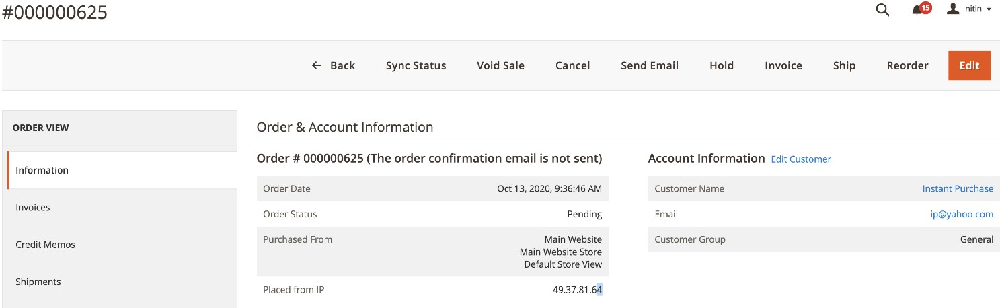 #000000625
15
nitin
← Back Sync Status Void Sale Cancel Send Email Hold Invoice Ship Reorder Edit
ORDER VIEW
Information
Invoices
Credit Memos
Shipments
Order & Account Information
Order # 000000625 (The order confirmation email is not sent)
Order Date Oct 13, 2020, 9:36:46 AM
Order Status Pending
Purchased From Main Website
Main Website Store
Default Store View
Placed from IP 49.37.81.64
Account Information Edit Customer
Customer Name Instant Purchase
Email ip@yahoo.com
Customer Group General